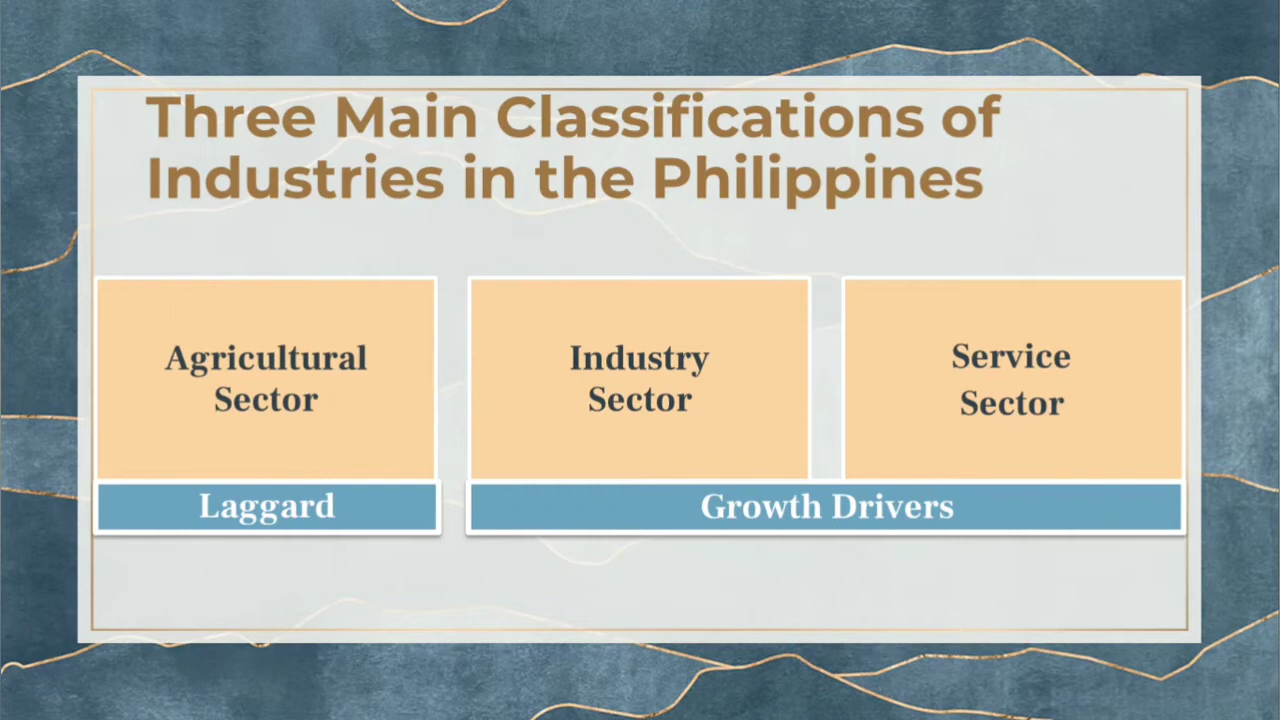 Three Main Classifications of
Industries in the Philippines
Agricultural
Sector
Industry
Sector
Service
Sector
Laggard
Growth Drivers